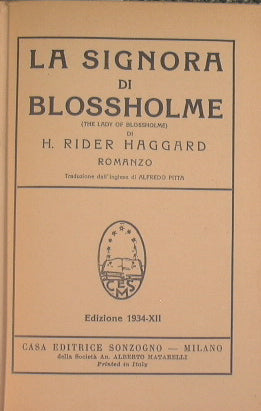 LA SIGNORA
DI
BLOSSHOLME
(THE LADY OF BLOSSHOLME)
DI
H. RIDER HAGGARD
ROMANZO
Traduzione dall'inglese di ALFREDO PITTA
CES
M
Edizione 1934-XII
CASA EDITRICE SONZOGNO — MILANO
della Società An. ALBERTO MATARELLI
Printed in Italy